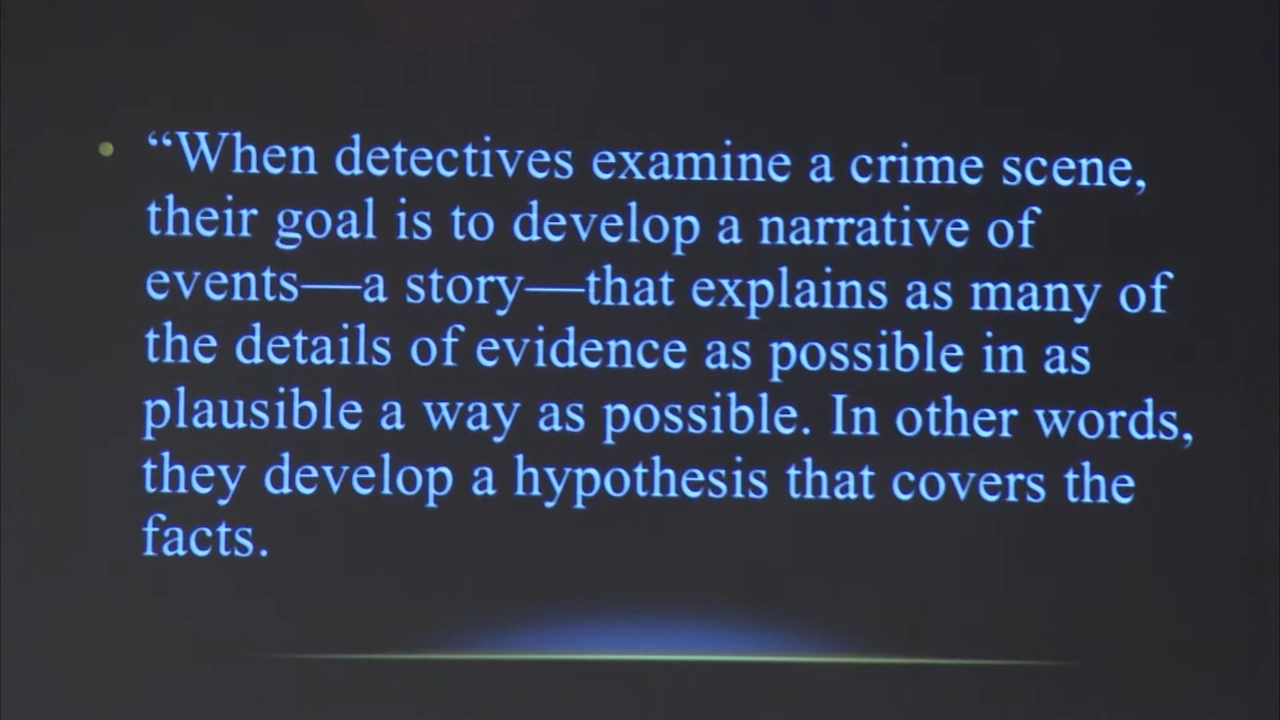 • “When detectives examine a crime scene,
their goal is to develop a narrative of
events—a story—that explains as many of
the details of evidence as possible in as
plausible a way as possible. In other words,
they develop a hypothesis that covers the
facts.